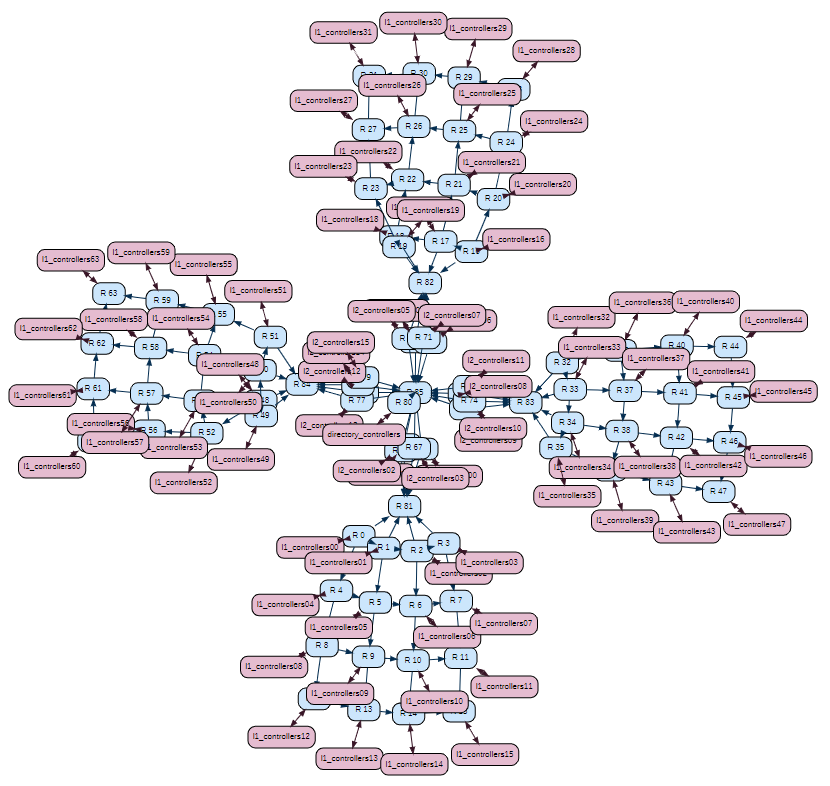 l1_controllers30
l1_controllers29
l1_controllers31
l1_controllers28
R 30
R 29
l1_controllers26
l1_controllers25
l1_controllers27
l1_controllers24
R 27
R 26
R 25
R 24
l1_controllers22
l1_controllers23
l1_controllers21
R 23
R 22
R 21
l1_controllers20
R 20
l1_controllers19
l1_controllers18
R 19
R 17
l1_controllers16
R 82
l1_controllers59
l1_controllers63
l1_controllers55
l1_controllers51
R 63
R 59
55
l1_controllers58
l1_controllers54
l1_controllers62
R 62
R 58
R 51
l1_controllers48
l1_controllers61
R 61
R 57
l1_controllers50
R 49
l1_controllers57
R 52
l1_controllers49
l1_controllers60
l1_controllers52
l2_controllers05
l2_controllers07
R 71
l2_controllers15
l2_controllers11
l2_controllers08
R 77
R 80
R 74
R 83
directory_controllers
l2_controllers10
R 67
l2_controllers02
l2_controllers03
l1_controllers36
l1_controllers40
l1_controllers32
l1_controllers44
l1_controllers33
R 40
R 44
R 32
l1_controllers37
l1_controllers41
R 33
R 37
R 41
R 45
l1_controllers45
R 34
R 38
R 42
R 46
R 35
l1_controllers34
l1_controllers38
l1_controllers42
l1_controllers46
R 43
R 47
l1_controllers35
l1_controllers39
l1_controllers43
l1_controllers47
R 81
R 0
R 1
R 2
R 3
l1_controllers00
l1_controllers01
l1_controllers03
R 4
R 5
R 6
R 7
l1_controllers04
l1_controllers05
l1_controllers07
l1_controllers06
R 8
R 9
R 10
R 11
l1_controllers08
l1_controllers09
l1_controllers10
l1_controllers11
R 13
l1_controllers12
l1_controllers13
l1_controllers14
l1_controllers15